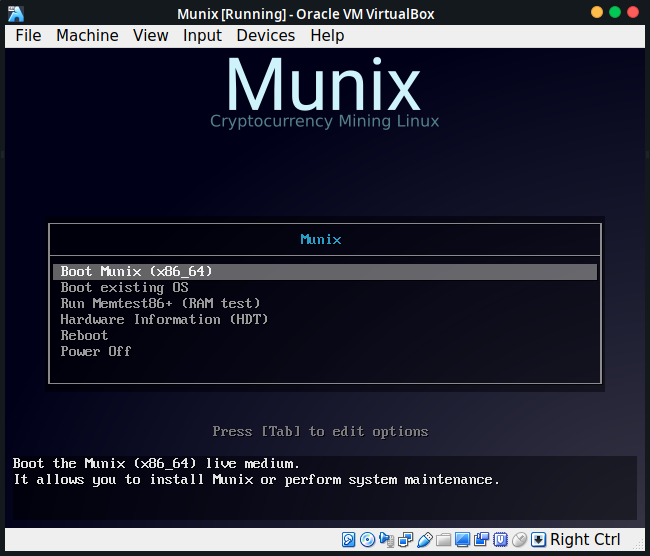 Munix [Running] - Oracle VM VirtualBox
File Machine View Input Devices Help
Munix
Cryptocurrency Mining Linux
Munix
Boot Munix (x86_64)
Boot existing OS
Run Memtest86+ (RAM test)
Hardware Information (HDT)
Reboot
Power Off
Press [Tab] to edit options
Boot the Munix (x86_64) live medium.
It allows you to install Munix or perform system maintenance.
Right Ctrl